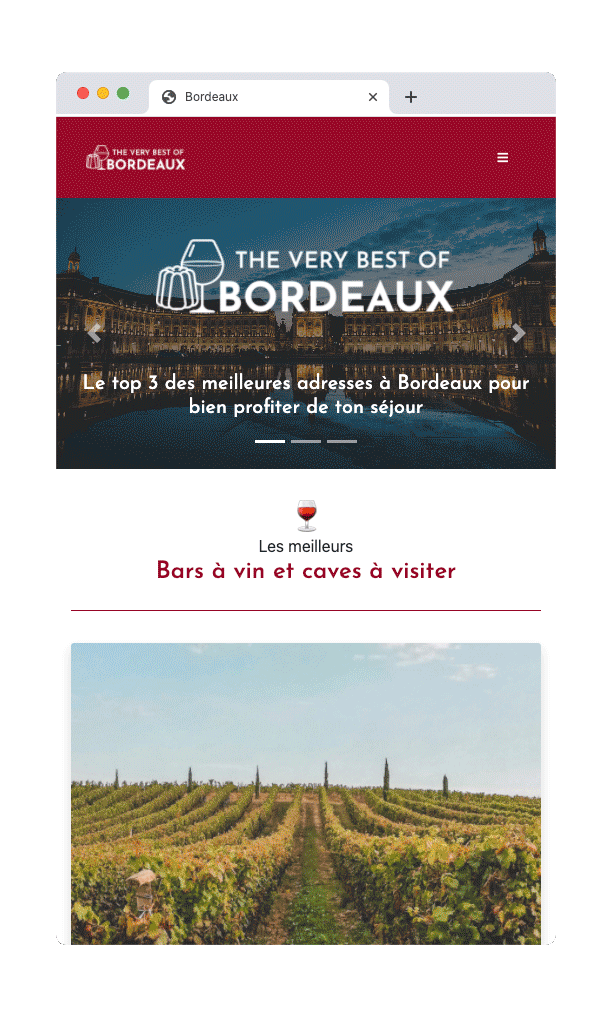 Bordeaux
THE VERY BEST OF
BORDEAUX
THE VERY BEST OF
BORDEAUX
Le top 3 des meilleures adresses à Bordeaux pour
bien profiter de ton séjour
Les meilleurs
Bars à vin et caves à visiter